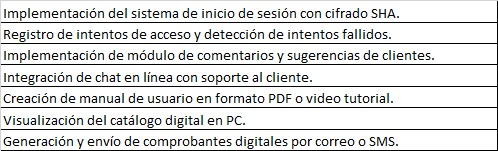 Implementación del sistema de inicio de sesión con cifrado SHA.
Registro de intentos de acceso y detección de intentos fallidos.
Implementación de módulo de comentarios y sugerencias de clientes.
Integración de chat en línea con soporte al cliente.
Creación de manual de usuario en formato PDF o video tutorial.
Visualización del catálogo digital en PC.
Generación y envío de comprobantes digitales por correo o SMS.